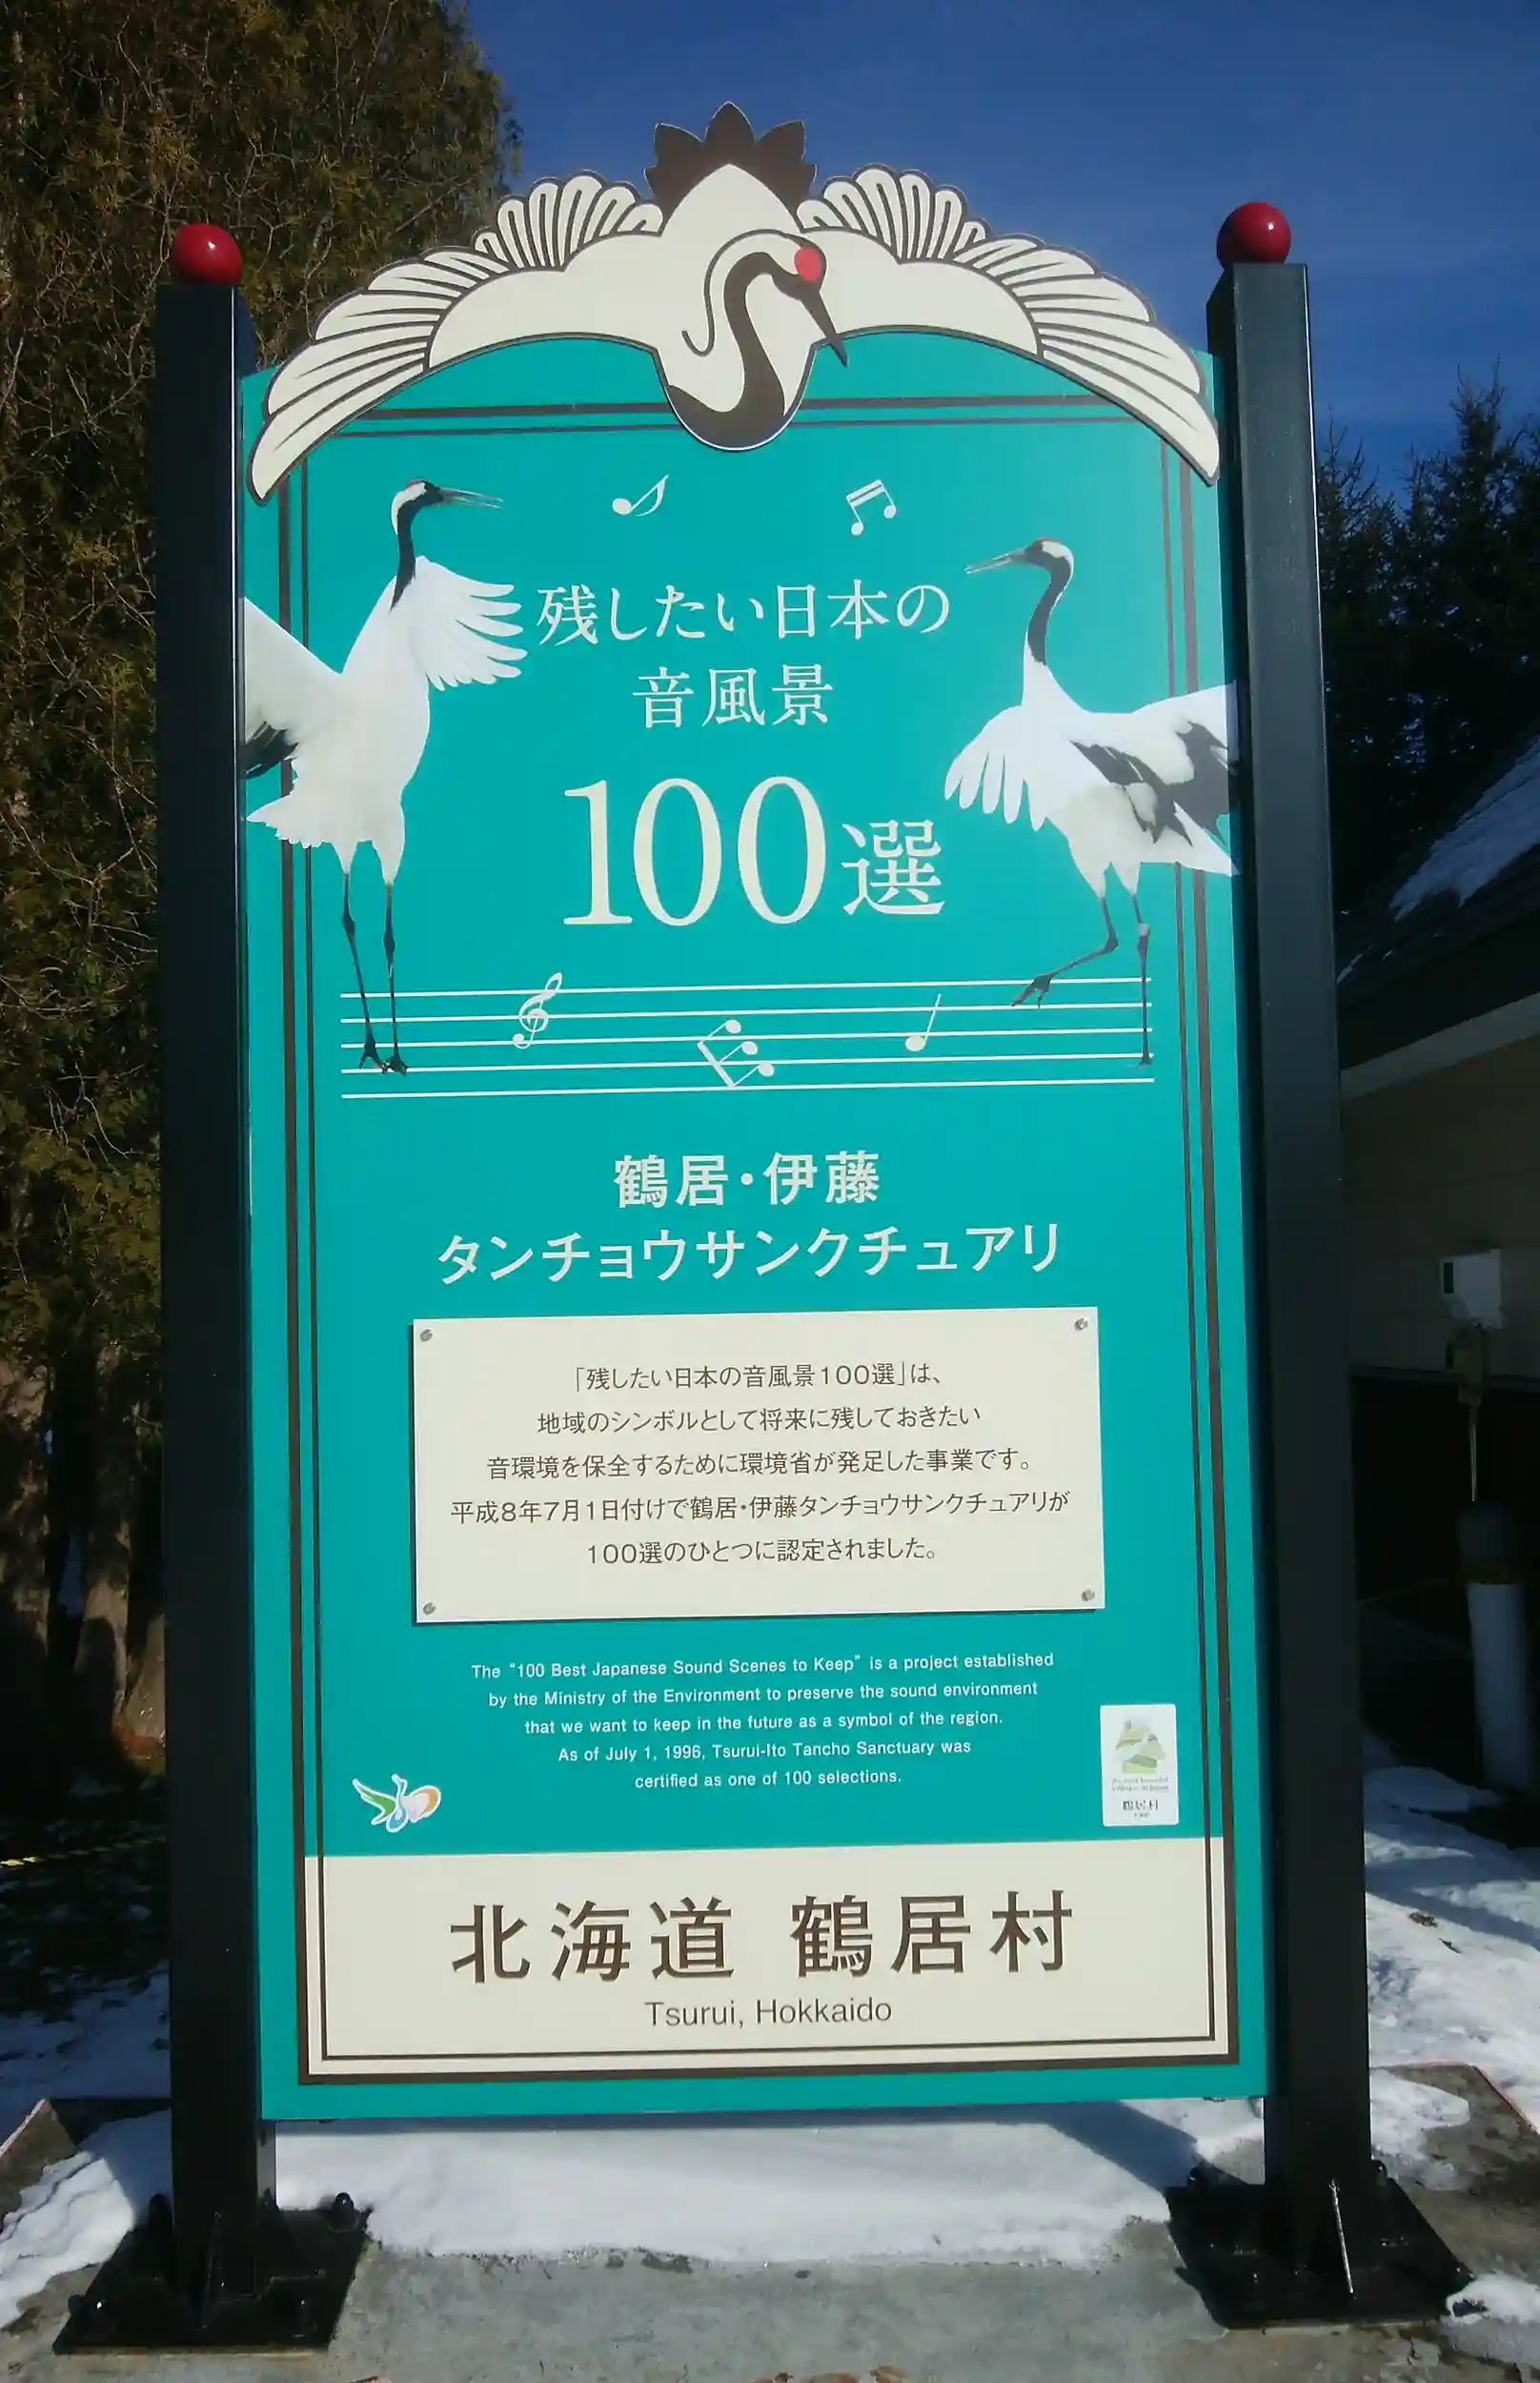 残したい日本の
音風景
100選
鶴居・伊藤
タンチョウサンクチュアリ
「残したい日本の音風景100選」は、
地域のシンボルとして将来に残しておきたい
音環境を保全するために環境省が発足した事業です。
平成8年7月1日付けで鶴居・伊藤タンチョウサンクチュアリが
100選のひとつに認定されました。
The “100 Best Japanese Sound Scenes to Keep” is a project established
by the Ministry of the Environment to preserve the sound environment
that we want to keep in the future as a symbol of the region.
As of July 1, 1996, Tsurui-Ito Tancho Sanctuary was
certified as one of 100 selections.
鶴居村
北海道 鶴居村
Tsurui, Hokkaido